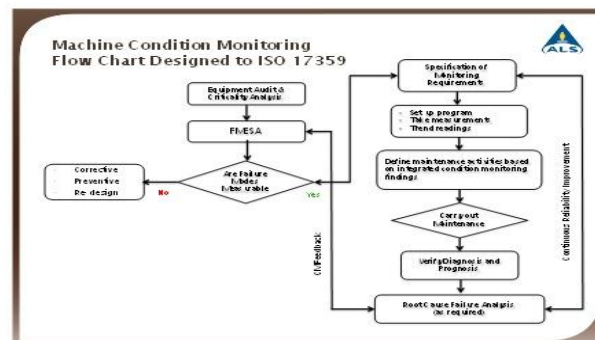 ALS
Machine Condition Monitoring
Flow Chart Designed to ISO 17359
Equipment Audit &
Criticality Analysis
FMESA
Are Failure
Modes
Measurable
No
Yes
Corrective
Preventive
Re-design
Specification of
Monitoring
Requirements
Set up program
Take measurements
Trend readings
Define maintenance activities based
on integrated condition monitoring
findings
Carry out
Maintenance
Verify Diagnosis and
Prognosis
Root Cause Failure Analysis
(as required)
CM Feedback
Continuous Reliability Improvement